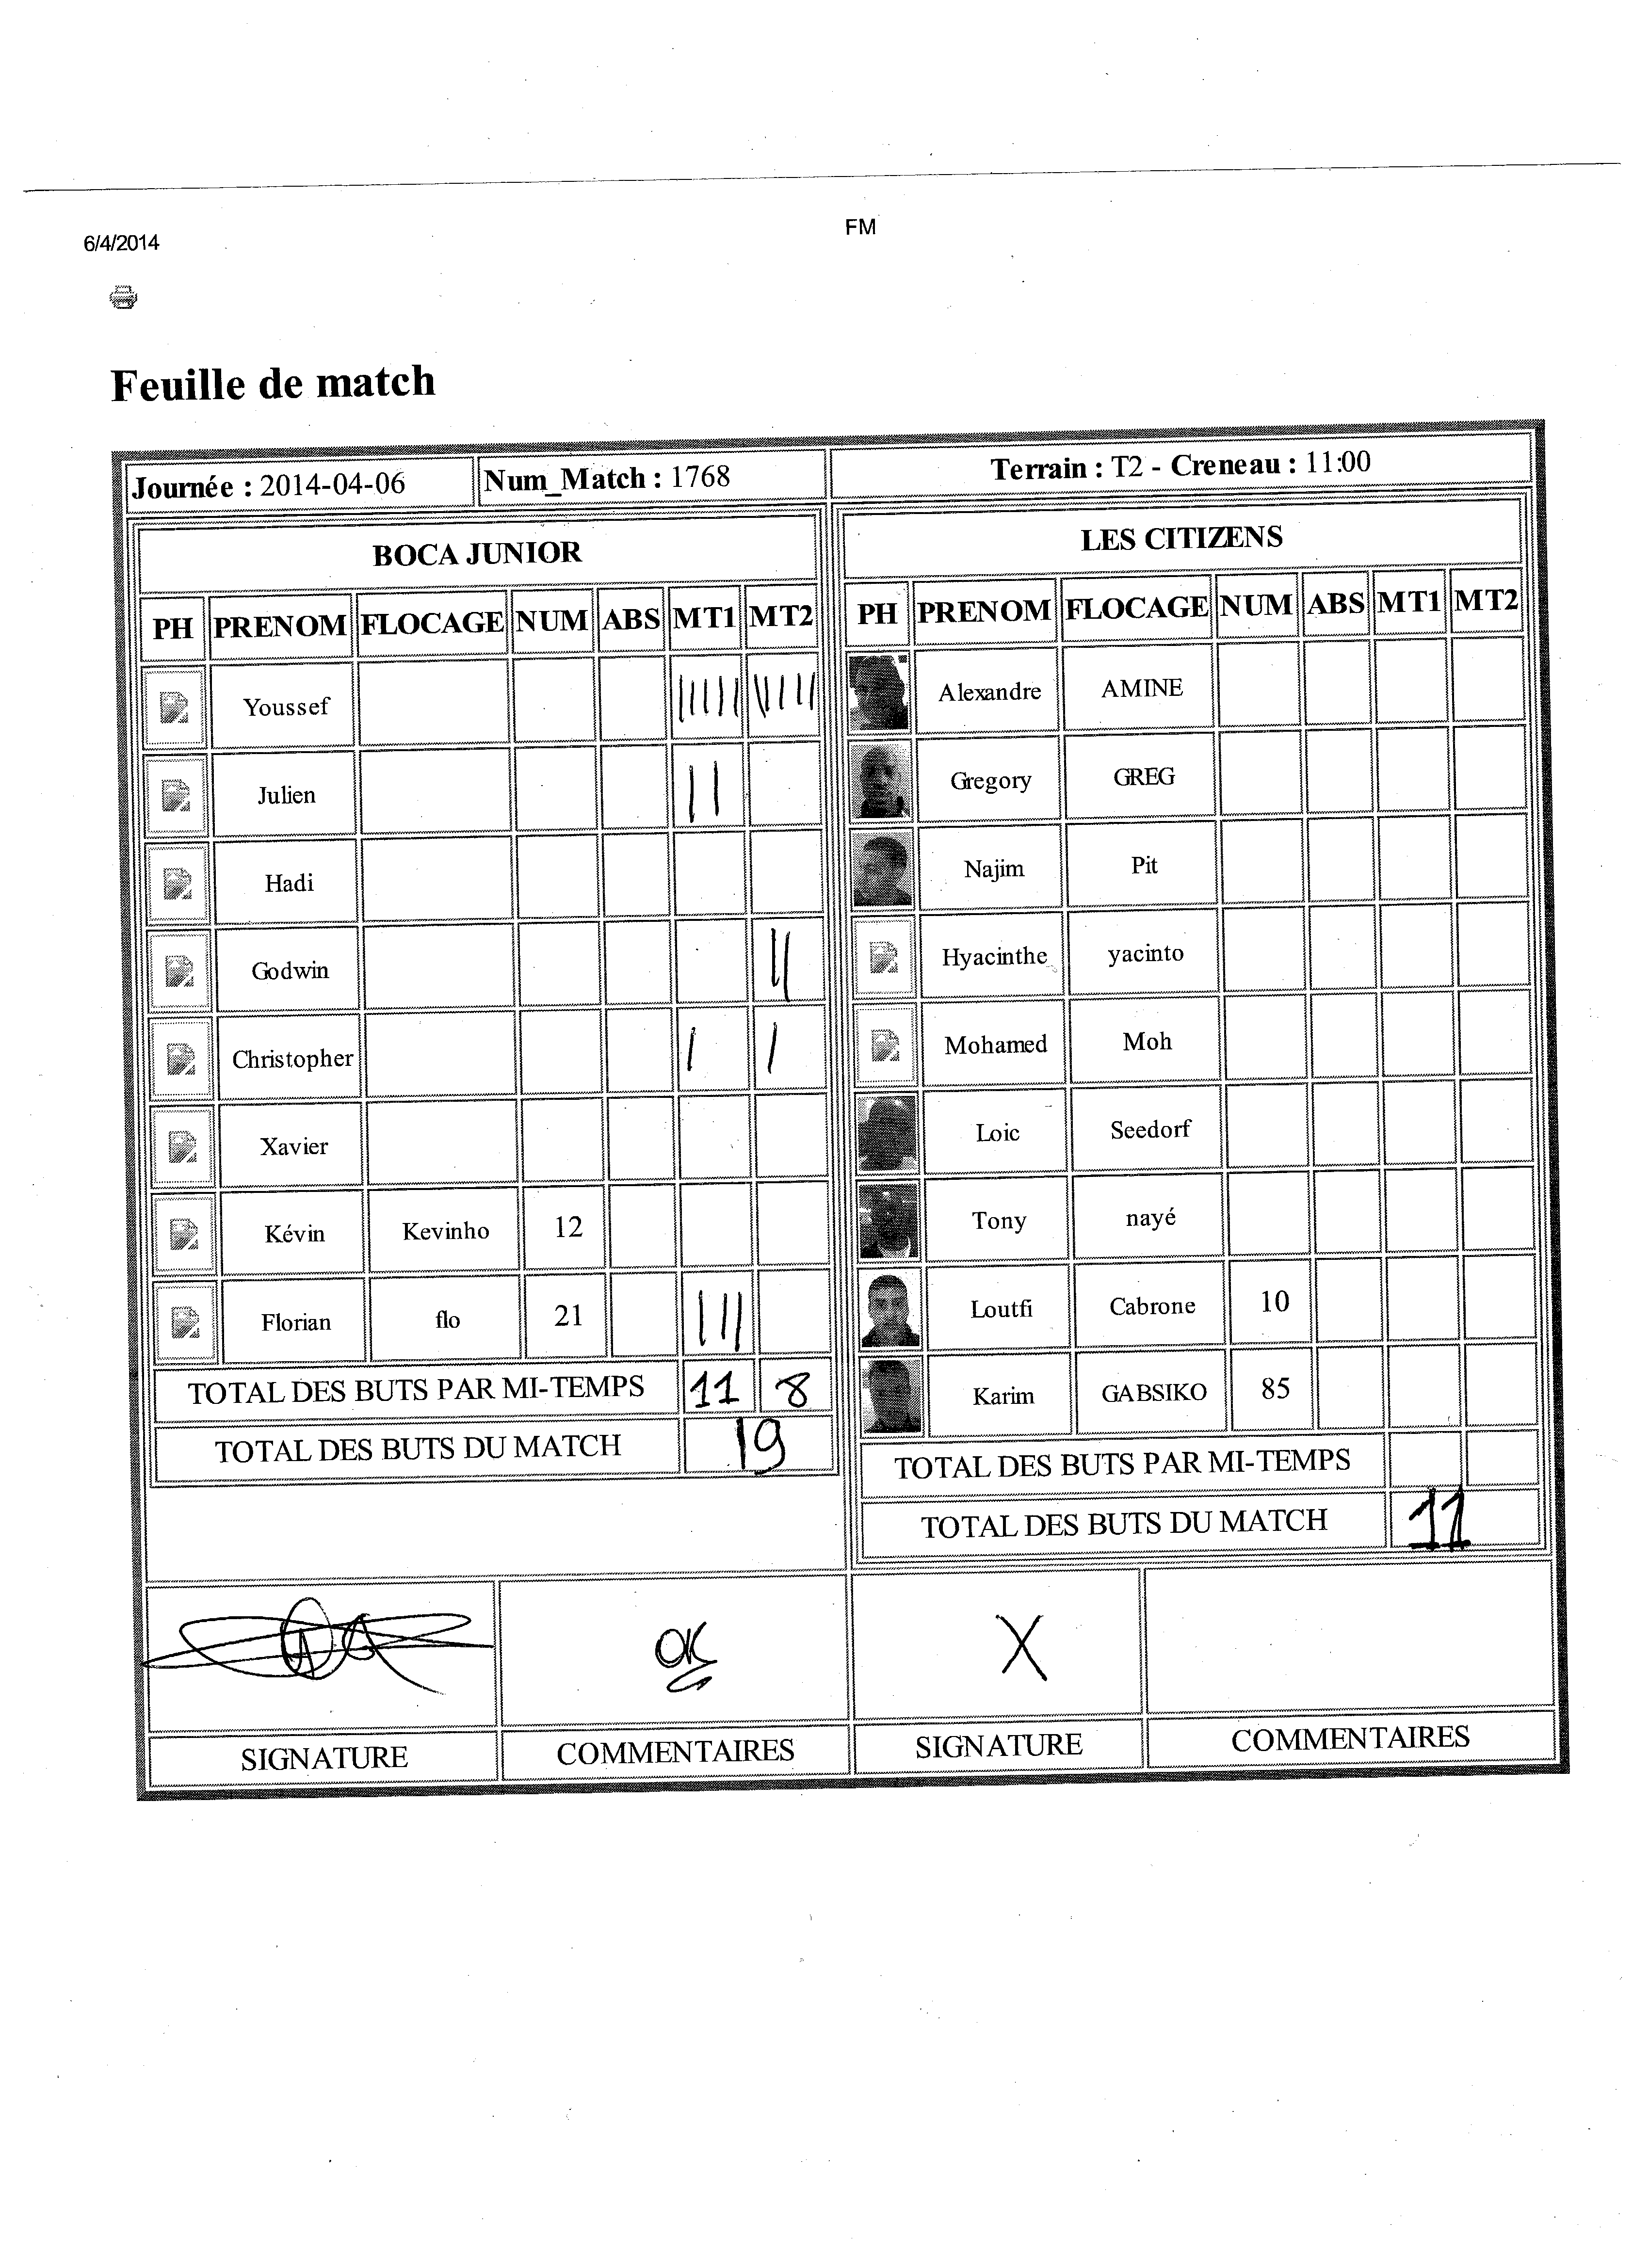 FM
6/4/2014
Feuille de match
Journée : 2014-04-06 Num_Match : 1768 Terrain : T2 - Creneau : 11:00
BOCA JUNIOR
PH PRENOM FLOCAGE NUM ABS MT1 MT2
Youssef ||||| |||||
Julien ||
Hadi
Godwin ||
Christopher | |
Xavier
Kévin Kevinho 12
Florian flo 21 |||
TOTAL DES BUTS PAR MI-TEMPS 11 8
TOTAL DES BUTS DU MATCH 19
LES CITIZENS
PH PRENOM FLOCAGE NUM ABS MT1 MT2
Alexandre AMINE
Gregory GREG
Najim Pit
Hyacinthe yacinto
Mohamed Moh
Loic Seedorf
Tony nayé
Loutfi Cabrone 10
Karim GABSIKO 85
TOTAL DES BUTS PAR MI-TEMPS
TOTAL DES BUTS DU MATCH 11
OK X
SIGNATURE COMMENTAIRES SIGNATURE COMMENTAIRES